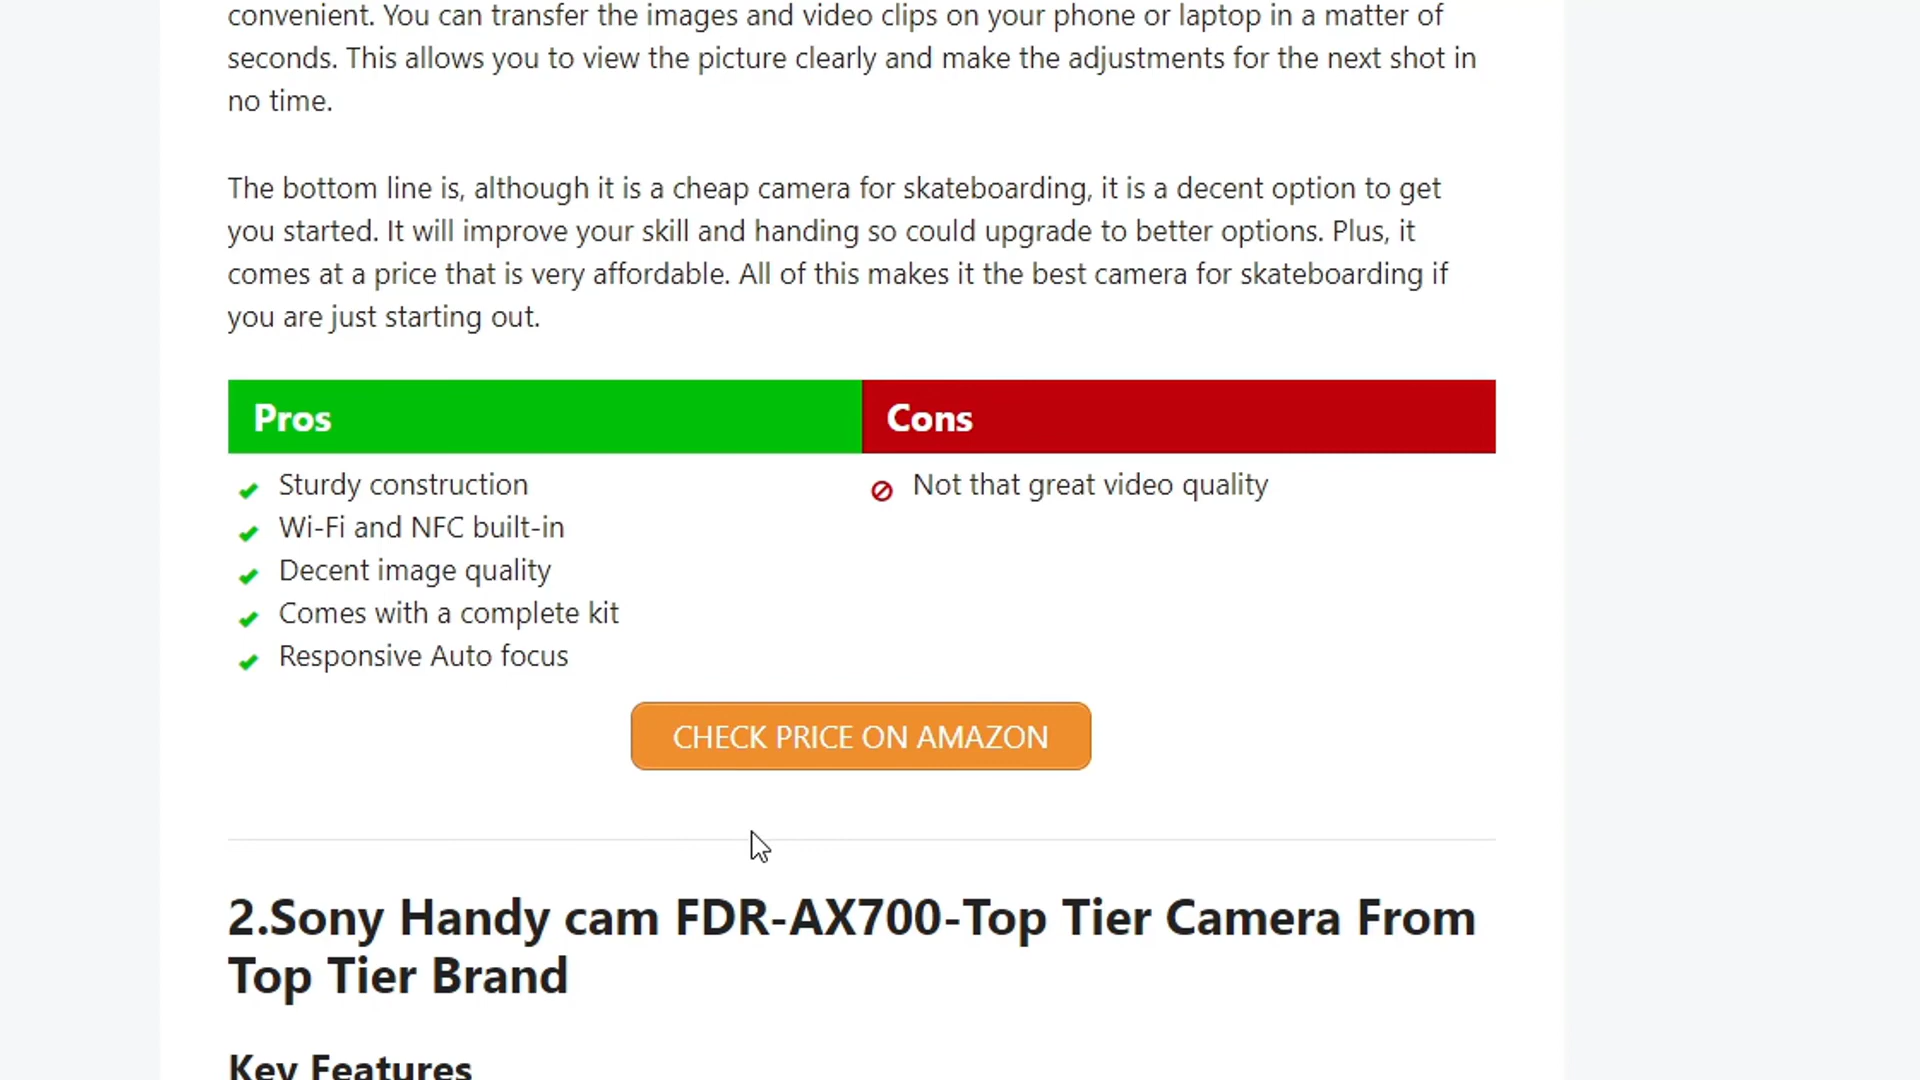 convenient. You can transfer the images and video clips on your phone or laptop in a matter of
seconds. This allows you to view the picture clearly and make the adjustments for the next shot in
no time.
The bottom line is, although it is a cheap camera for skateboarding, it is a decent option to get
you started. It will improve your skill and handing so could upgrade to better options. Plus, it
comes at a price that is very affordable. All of this makes it the best camera for skateboarding if
you are just starting out.
Pros
Sturdy construction
Wi-Fi and NFC built-in
Decent image quality
Comes with a complete kit
Responsive Auto focus
Cons
Not that great video quality
CHECK PRICE ON AMAZON
2.Sony Handy cam FDR-AX700-Top Tier Camera From
Top Tier Brand
Key Features